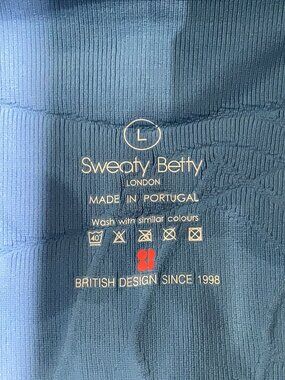 L
Sweaty Betty
LONDON
MADE IN PORTUGAL
Wash with similar colours
40
BRITISH DESIGN SINCE 1998